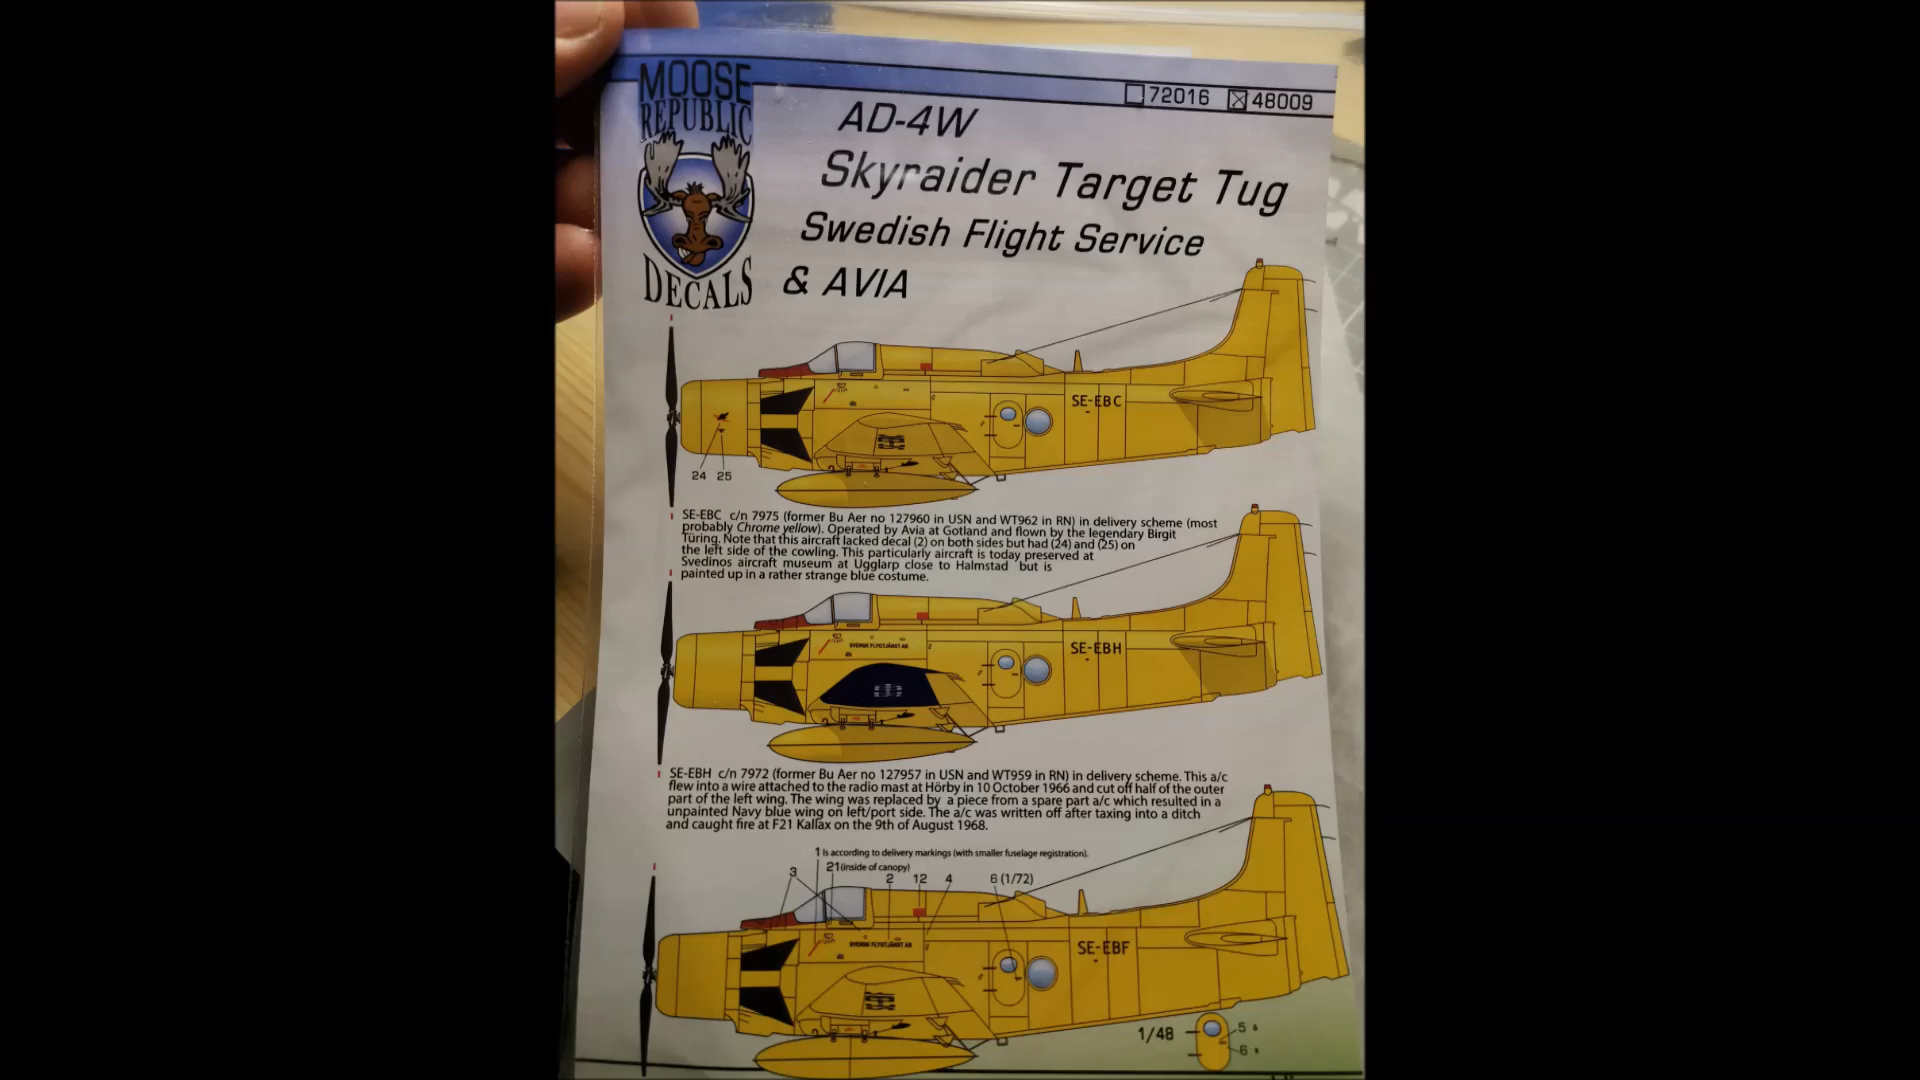 MOOSE
REPUBLIC
DECALS
72016 48009
AD-4W
Skyraider Target Tug
Swedish Flight Service
& AVIA
SE-EBC
24 25
SE-EBC c/n 7975 (former Bu Aer no 127960 in USN and WT962 in RN) in delivery scheme (most
probably Chrome yellow). Operated by Avia at Gotland and flown by the legendary Birgit
Türing. Note that this aircraft lacked decal (2) on both sides but had (24) and (25) on
the left side of the cowling. This particularly aircraft is today preserved at
Svedinos aircraft museum at Ugglarp close to Halmstad but is
painted up in a rather strange blue costume.
SVENSK FLYGTJÄNST AB
SE-EBH
SE-EBH c/n 7972 (former Bu Aer no 127957 in USN and WT959 in RN) in delivery scheme. This a/c
flew into a wire attached to the radio mast at Hörby in 10 October 1966 and cut off half of the outer
part of the left wing. The wing was replaced by a piece from a spare part a/c which resulted in a
unpainted Navy blue wing on left/port side. The a/c was written off after taxing into a ditch
and caught fire at F21 Kallax on the 9th of August 1968.
1 Is according to delivery markings (with smaller fuselage registration).
21 (inside of canopy)
3 2 12 4 6 (1/72)
SVENSK FLYGTJÄNST AB
SE-EBF
1/48 5
6